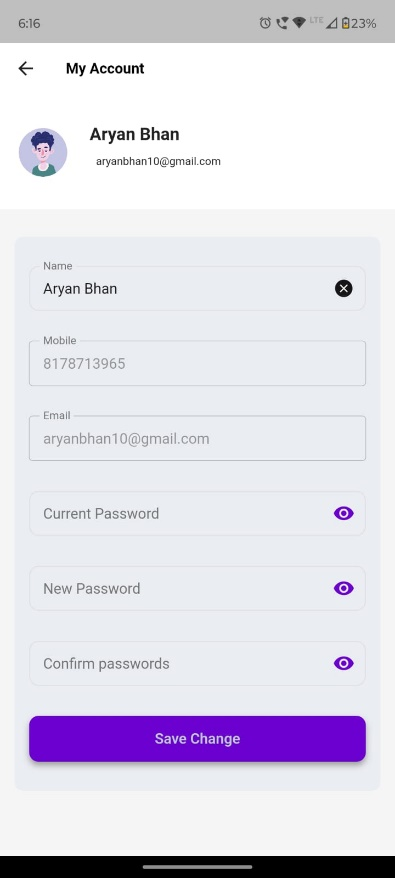 6:16
LTE
23%
My Account
Aryan Bhan
aryanbhan10@gmail.com
Name
Aryan Bhan
Mobile
8178713965
Email
aryanbhan10@gmail.com
Current Password
New Password
Confirm passwords
Save Change